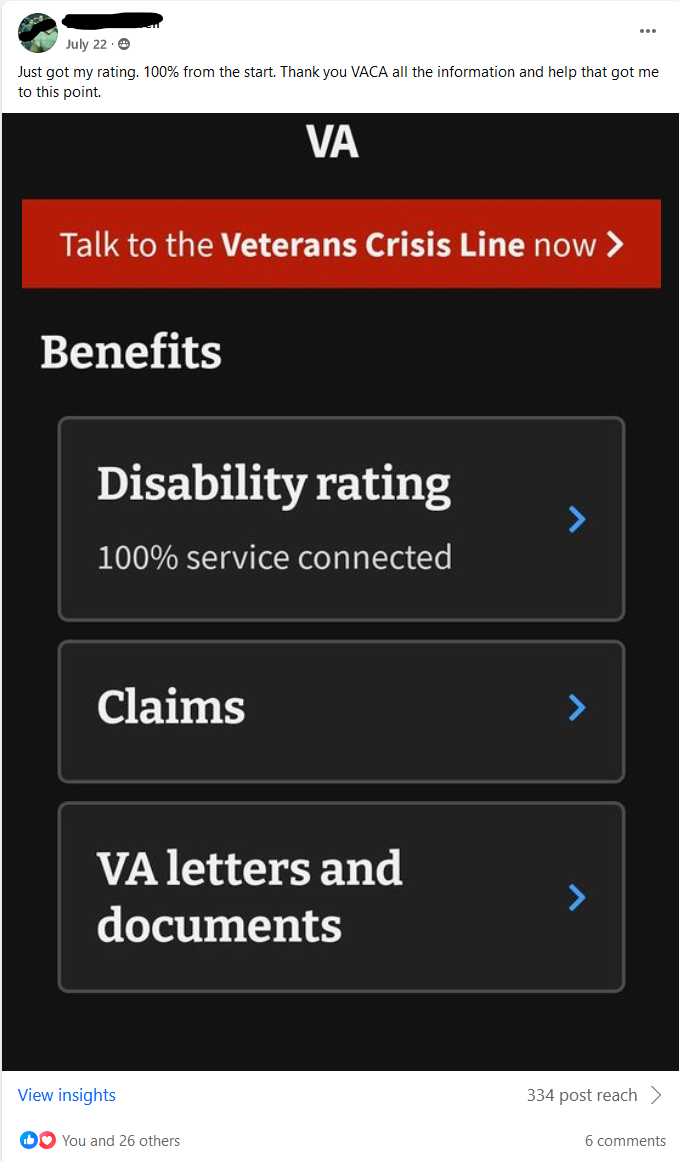 July 22 ·
Just got my rating. 100% from the start. Thank you VACA all the information and help that got me
to this point.
VA
Talk to the Veterans Crisis Line now
Benefits
Disability rating
100% service connected
Claims
VA letters and
documents
View insights
334 post reach
You and 26 others
6 comments